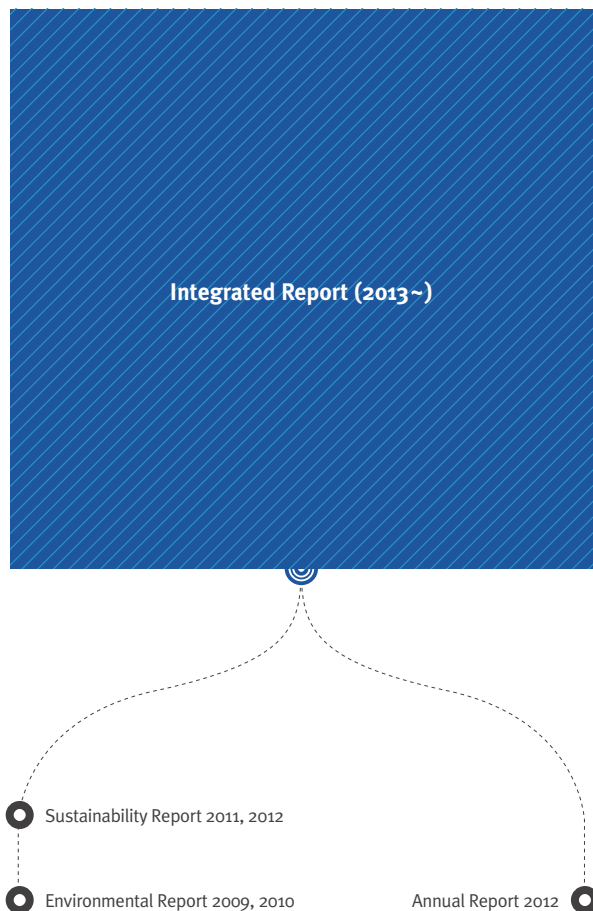 Integrated Report (2013~)
Sustainability Report 2011, 2012
Environmental Report 2009, 2010
Annual Report 2012